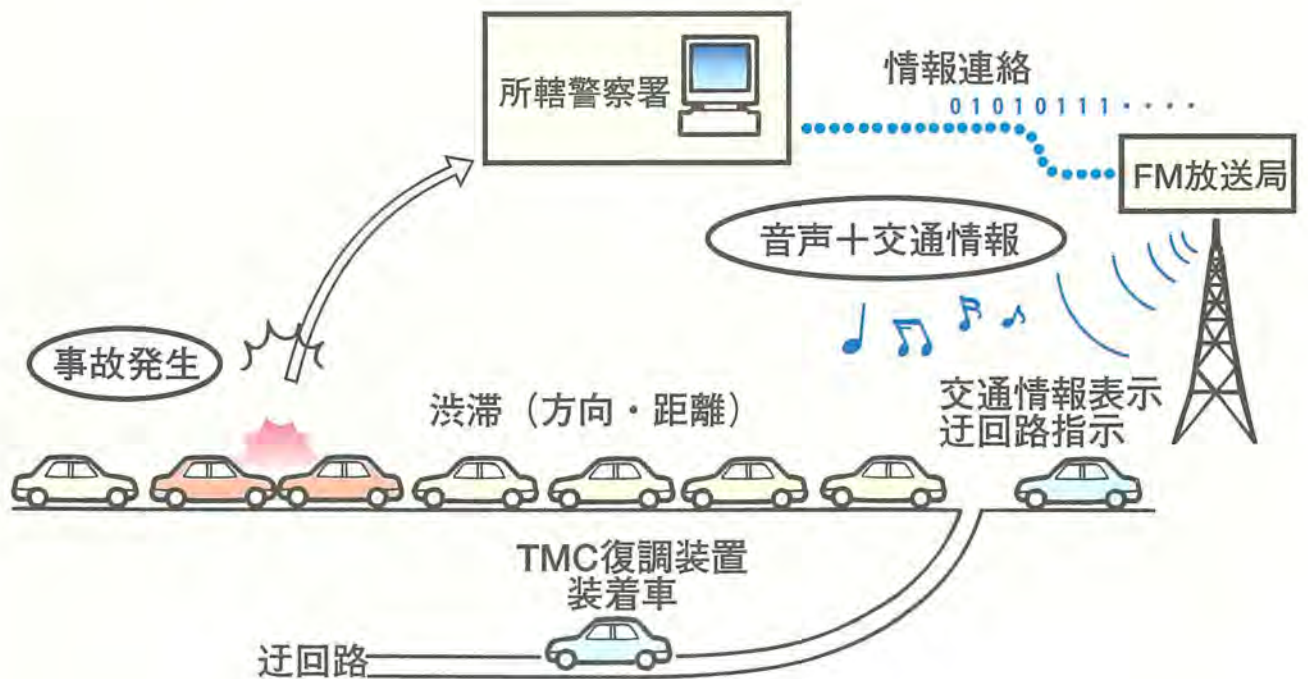 所轄警察署
情報連絡
01010111・・・・
FM放送局
音声＋交通情報
事故発生
渋滞（方向・距離）
交通情報表示
迂回路指示
TMC復調装置
装着車
迂回路